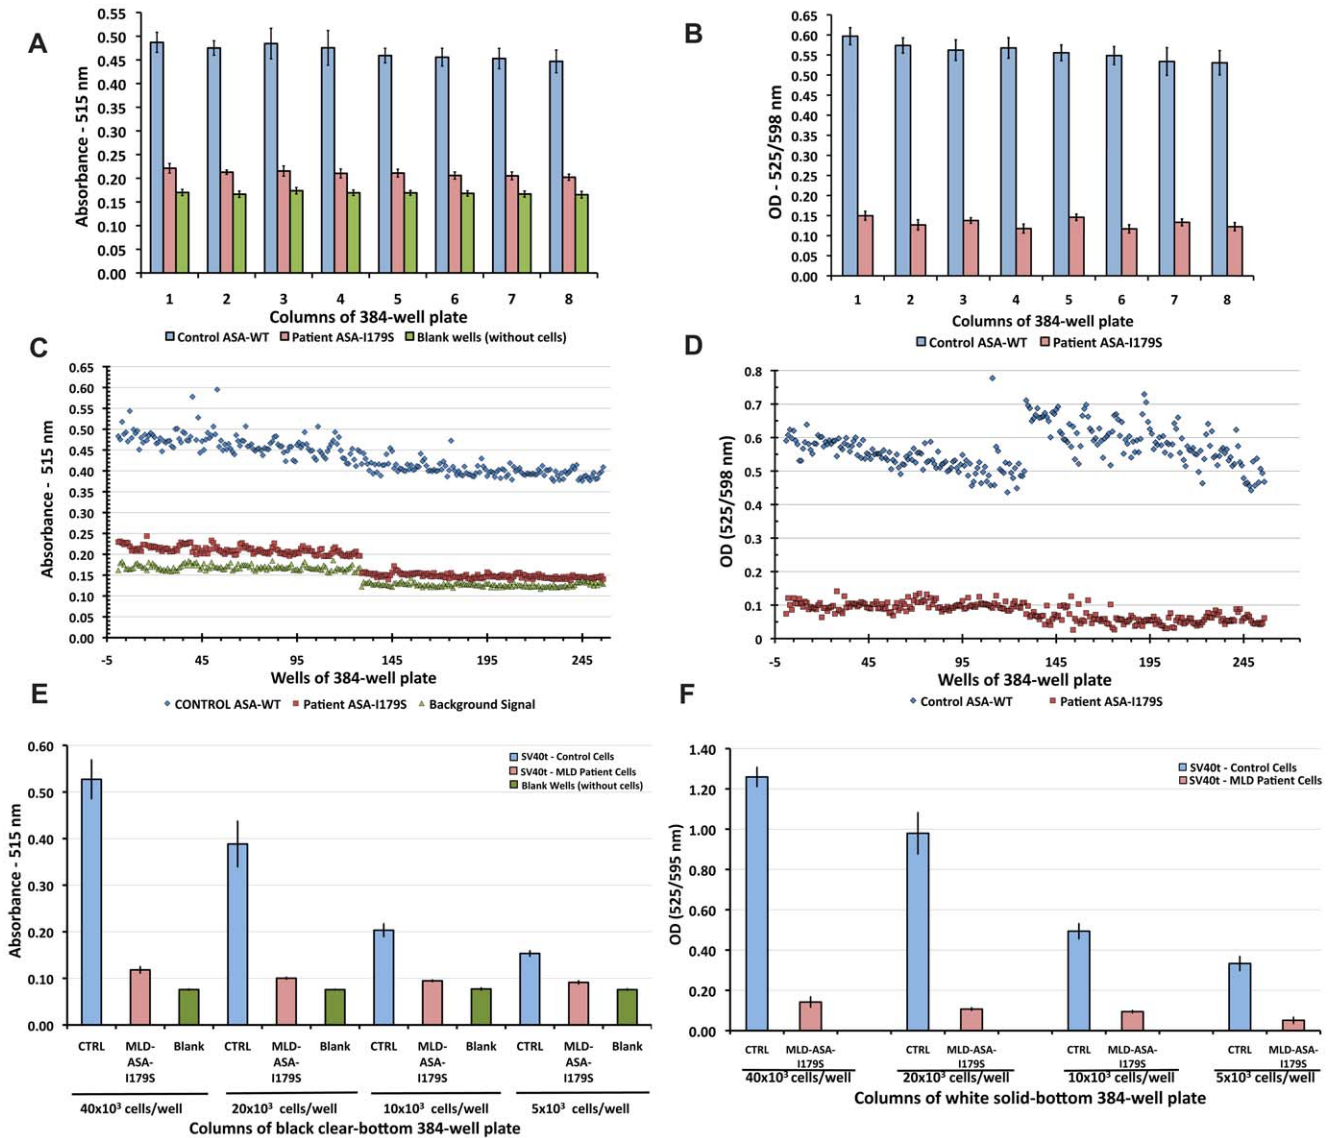 A
0.55
0.50
0.45
0.40
0.35
0.30
0.25
0.20
0.15
0.10
0.05
0.00
Absorbance - 515 nm
1 2 3 4 5 6 7 8
Columns of 384-well plate
Control ASA-WT Patient ASA-I179S Blank wells (without cells)
B
0.65
0.60
0.55
0.50
0.45
0.40
0.35
0.30
0.25
0.20
0.15
0.10
0.05
0.00
OD - 525/598 nm
1 2 3 4 5 6 7 8
Columns of 384-well plate
Control ASA-WT Patient ASA-I179S
C
0.65
0.60
0.55
0.50
0.45
0.40
0.35
0.30
0.25
0.20
0.15
0.10
0.05
0.00
Absorbance - 515 nm
-5 45 95 145 195 245
Wells of 384-well plate
CONTROL ASA-WT Patient ASA-I179S Background Signal
D
0.8
0.7
0.6
0.5
0.4
0.3
0.2
0.1
0
OD (525/598 nm)
-5 45 95 145 195 245
Wells of 384-well plate
Control ASA-WT Patient ASA-I179S
E
0.60
0.50
0.40
0.30
0.20
0.10
0.00
Absorbance - 515 nm
SV40t - Control Cells
SV40t - MLD Patient Cells
Blank Wells (without cells)
CTRL MLD- Blank CTRL MLD- Blank CTRL MLD- Blank CTRL MLD- Blank
ASA- ASA- ASA- ASA-
I179S I179S I179S I179S
40x10³ cells/well 20x10³ cells/well 10x10³ cells/well 5x10³ cells/well
Columns of black clear-bottom 384-well plate
F
1.40
1.20
1.00
0.80
0.60
0.40
0.20
0.00
OD (525/595 nm)
SV40t - Control Cells
SV40t - MLD Patient Cells
CTRL MLD-ASA- CTRL MLD-ASA- CTRL MLD-ASA- CTRL MLD-ASA-
I179S I179S I179S I179S
40x10³ cells/well 20x10³ cells/well 10x10³ cells/well 5x10³ cells/well
Columns of white solid-bottom 384-well plate